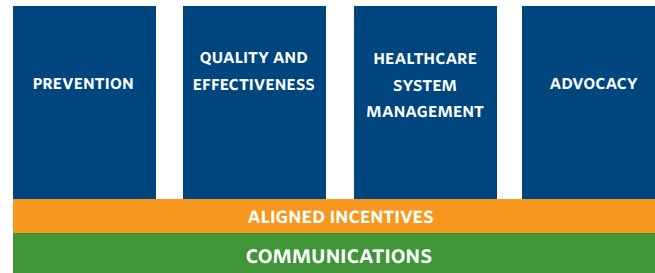 PREVENTION
QUALITY AND
EFFECTIVENESS
HEALTHCARE
SYSTEM
MANAGEMENT
ADVOCACY
ALIGNED INCENTIVES
COMMUNICATIONS